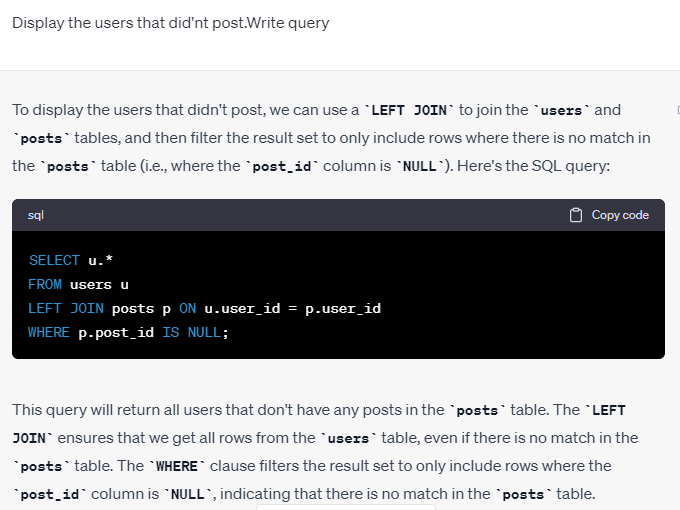 Display the users that did'nt post.Write query
To display the users that didn't post, we can use a `LEFT JOIN` to join the `users` and
`posts` tables, and then filter the result set to only include rows where there is no match in
the `posts` table (i.e., where the `post_id` column is `NULL`). Here's the SQL query:
sql
Copy code
SELECT u.*
FROM users u
LEFT JOIN posts p ON u.user_id = p.user_id
WHERE p.post_id IS NULL;
This query will return all users that don't have any posts in the `posts` table. The `LEFT
JOIN` ensures that we get all rows from the `users` table, even if there is no match in the
`posts` table. The `WHERE` clause filters the result set to only include rows where the
`post_id` column is `NULL`, indicating that there is no match in the `posts` table.